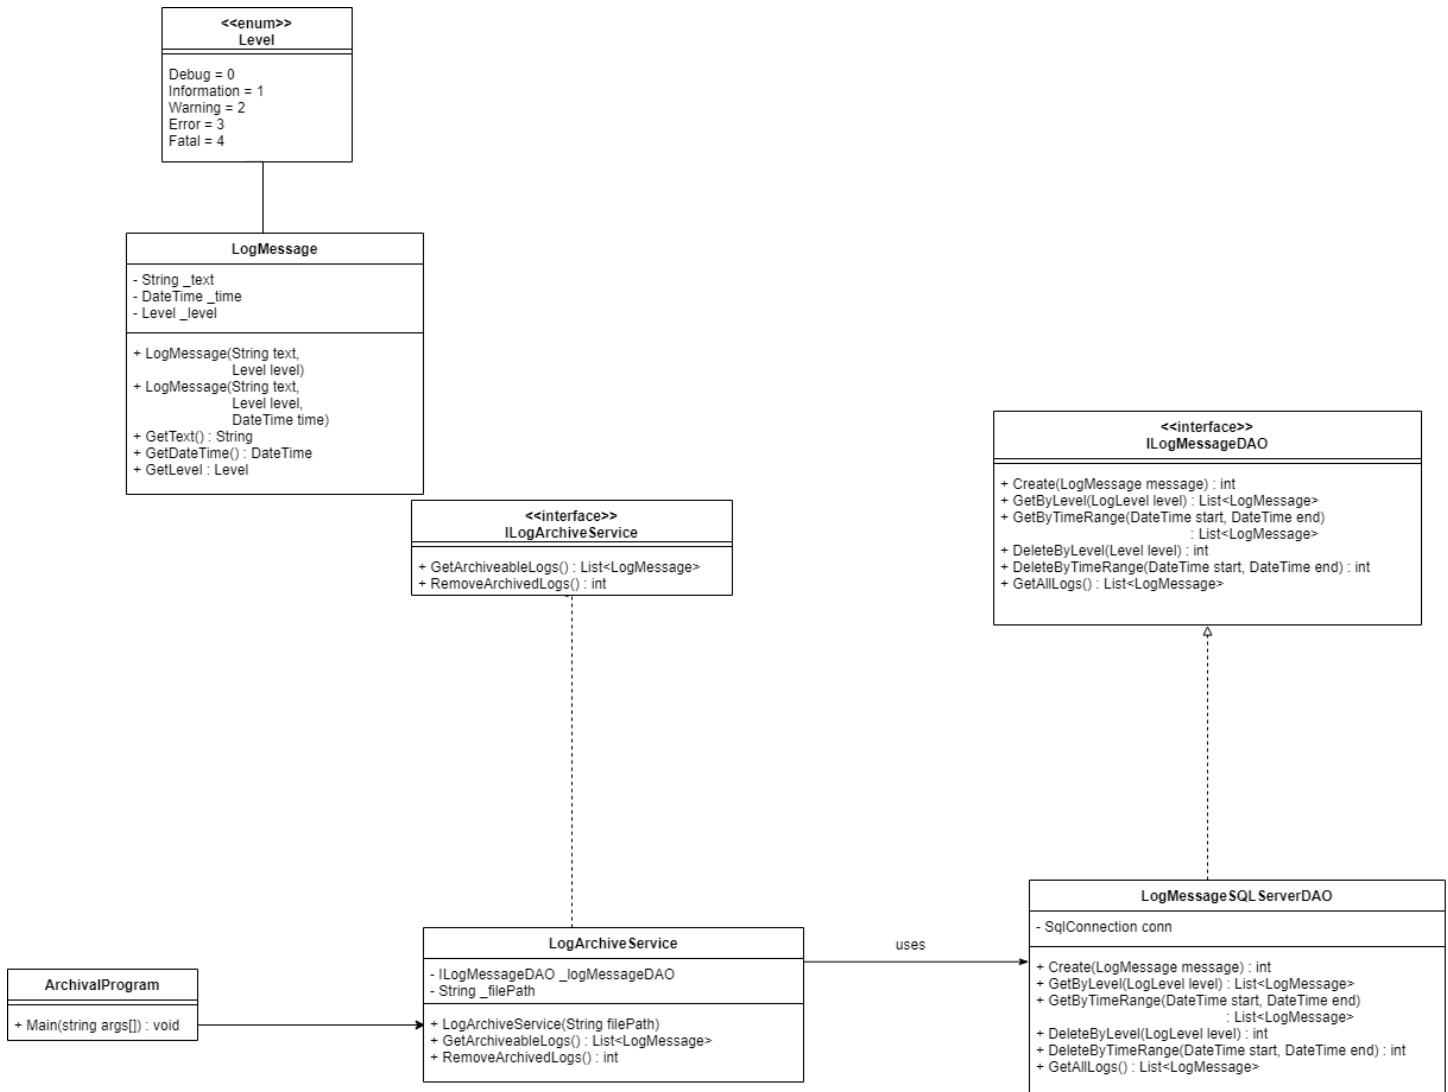 <<enum>>
Level
Debug = 0
Information = 1
Warning = 2
Error = 3
Fatal = 4
LogMessage
- String _text
- DateTime _time
- Level _level
+ LogMessage(String text,
Level level)
+ LogMessage(String text,
Level level,
DateTime time)
+ GetText() : String
+ GetDateTime() : DateTime
+ GetLevel : Level
<<interface>>
ILogArchiveService
+ GetArchiveableLogs() : List<LogMessage>
+ RemoveArchivedLogs() : int
<<interface>>
ILogMessageDAO
+ Create(LogMessage message) : int
+ GetByLevel(LogLevel level) : List<LogMessage>
+ GetByTimeRange(DateTime start, DateTime end)
: List<LogMessage>
+ DeleteByLevel(Level level) : int
+ DeleteByTimeRange(DateTime start, DateTime end) : int
+ GetAllLogs() : List<LogMessage>
ArchivalProgram
+ Main(string args[]) : void
LogArchiveService
- ILogMessageDAO _logMessageDAO
- String _filePath
+ LogArchiveService(String filePath)
+ GetArchiveableLogs() : List<LogMessage>
+ RemoveArchivedLogs() : int
uses
LogMessageSQLServerDAO
- SqlConnection conn
+ Create(LogMessage message) : int
+ GetByLevel(LogLevel level) : List<LogMessage>
+ GetByTimeRange(DateTime start, DateTime end)
: List<LogMessage>
+ DeleteByLevel(LogLevel level) : int
+ DeleteByTimeRange(DateTime start, DateTime end) : int
+ GetAllLogs() : List<LogMessage>